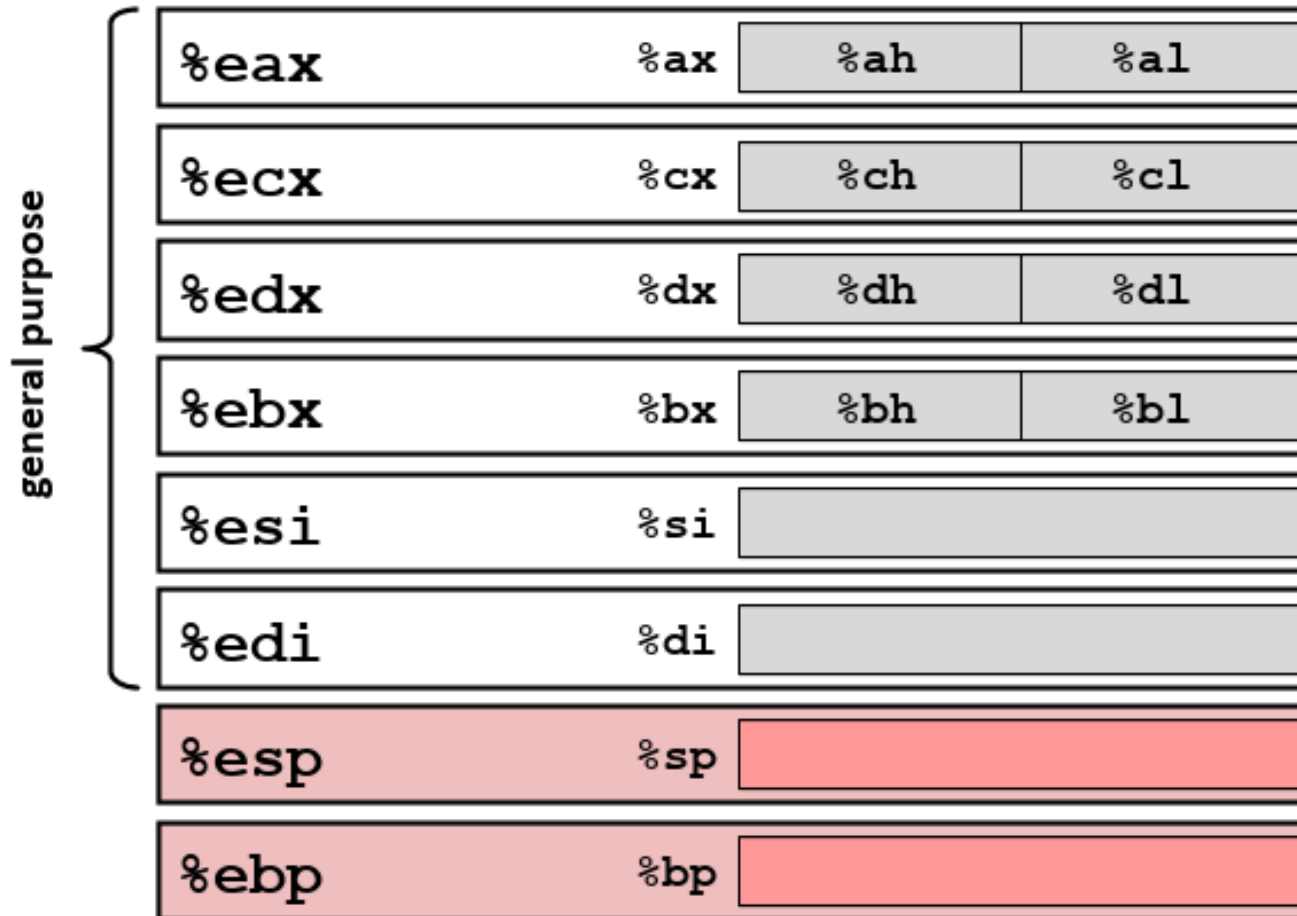 general purpose
%eax %ax %ah %al
%ecx %cx %ch %cl
%edx %dx %dh %dl
%ebx %bx %bh %bl
%esi %si
%edi %di
%esp %sp
%ebp %bp